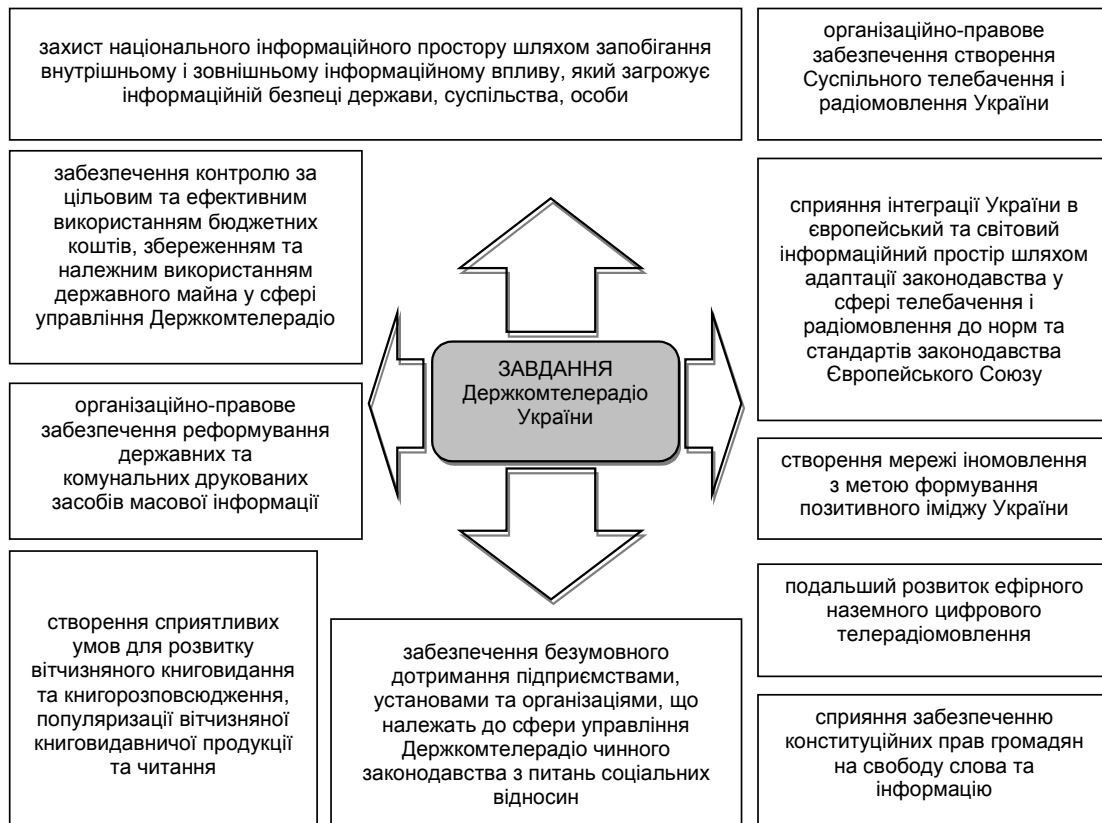 захист національного інформаційного простору шляхом запобігання
внутрішньому і зовнішньому інформаційному впливу, який загрожує
інформаційній безпеці держави, суспільства, особи
організаційно-правове
забезпечення створення
Суспільного телебачення і
радіомовлення України
забезпечення контролю за
цільовим та ефективним
використанням бюджетних
коштів, збереженням та
належним використанням
державного майна у сфері
управління Держкомтелерадіо
сприяння інтеграції України в
європейський та світовий
інформаційний простір шляхом
адаптації законодавства у
сфері телебачення і
радіомовлення до норм та
стандартів законодавства
Європейського Союзу
ЗАВДАННЯ
Держкомтелерадіо
України
організаційно-правове
забезпечення реформування
державних та
комунальних друкованих
засобів масової інформації
створення мережі іномовлення
з метою формування
позитивного іміджу України
подальший розвиток ефірного
наземного цифрового
телерадіомовлення
створення сприятливих
умов для розвитку
вітчизняного книговидання
та книгорозповсюдження,
популяризації вітчизняної
книговидавничої продукції
та читання
забезпечення безумовного
дотримання підприємствами,
установами та організаціями, що
належать до сфери управління
Держкомтелерадіо чинного
законодавства з питань соціальних
відносин
сприяння забезпеченню
конституційних прав громадян
на свободу слова та
інформацію